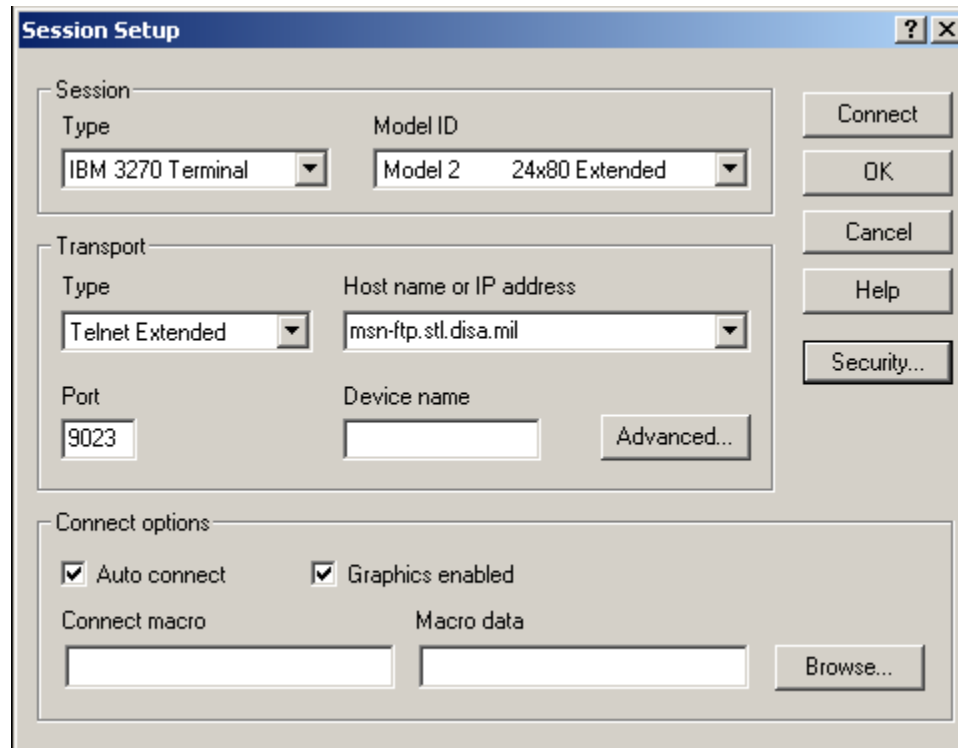 Session Setup
Session
Type
Model ID
IBM 3270 Terminal
Model 2 24x80 Extended
Connect
OK
Cancel
Help
Security...
Transport
Type
Host name or IP address
Telnet Extended
msn-ftp.stl.disa.mil
Port
Device name
9023
Advanced...
Connect options
Auto connect
Graphics enabled
Connect macro
Macro data
Browse...